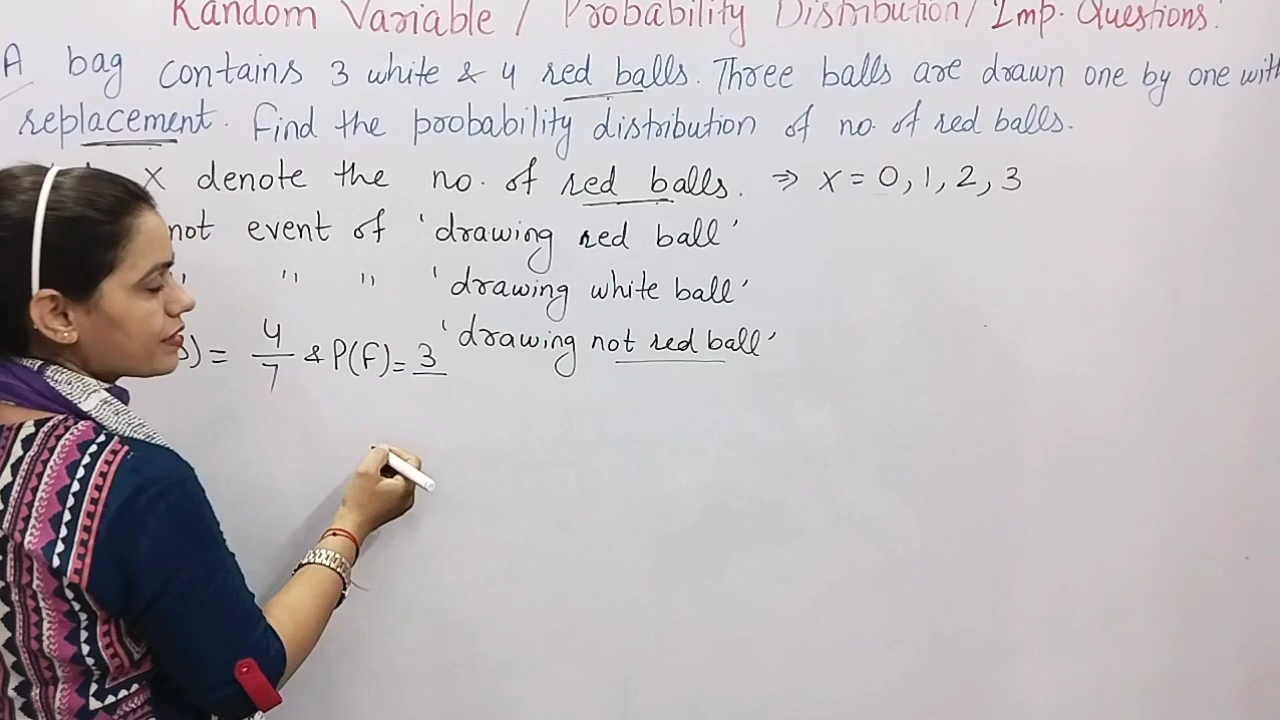 Random Variable / Probability Distribution / Imp. Questions.
A bag contains 3 white & 4 red balls. Three balls are drawn one by one with
replacement. Find the probability distribution of no. of red balls.
X denote the no. of red balls. ⇒ X = 0, 1, 2, 3
not event of 'drawing red ball'
" " 'drawing white ball'
'drawing not red ball'
) = 4/7 & P(F) = 3